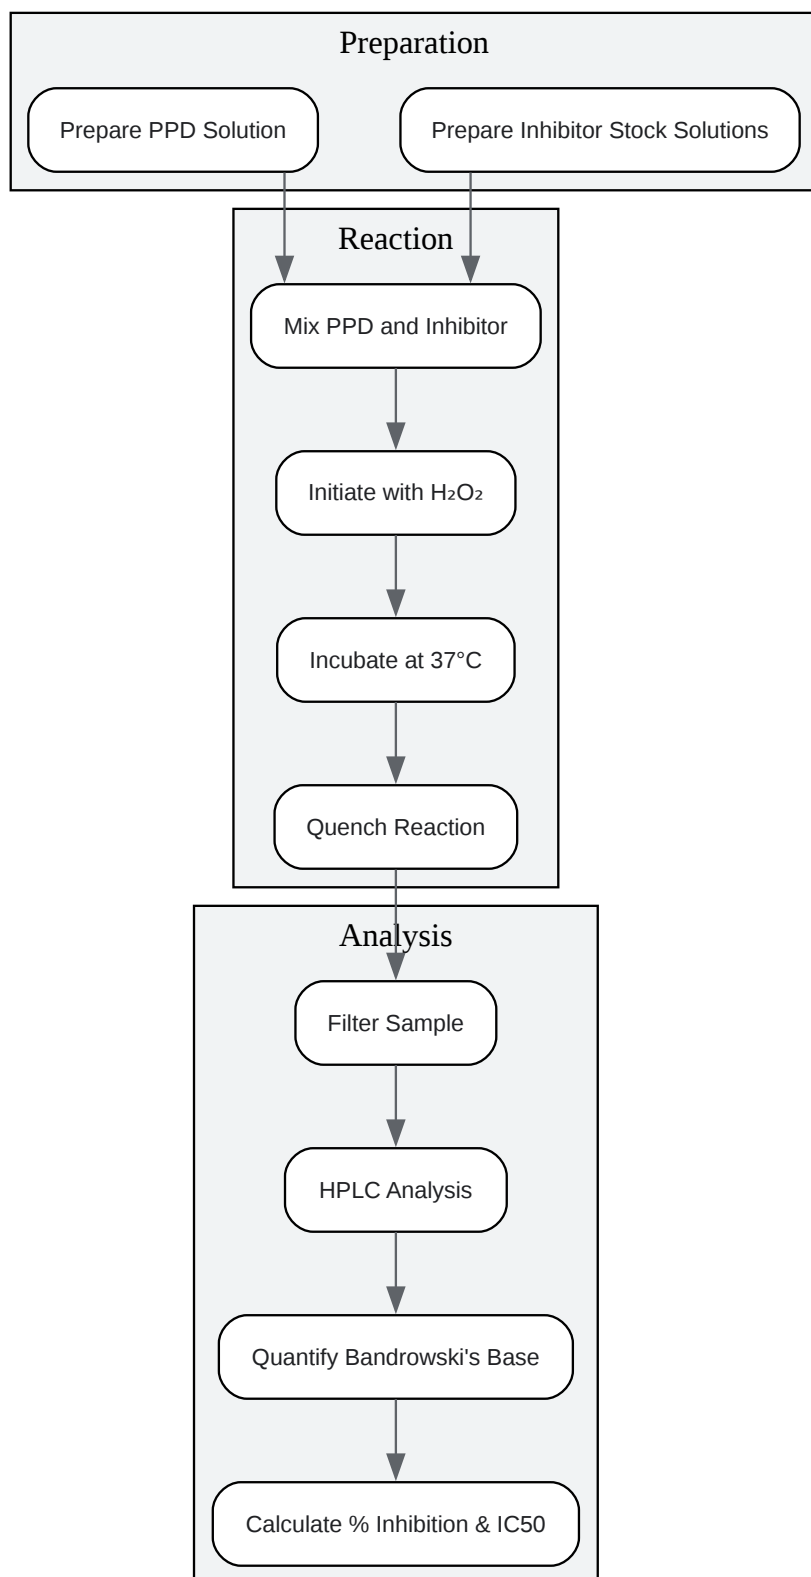 Preparation
Prepare PPD Solution
Prepare Inhibitor Stock Solutions
Reaction
Mix PPD and Inhibitor
Initiate with H₂O₂
Incubate at 37°C
Quench Reaction
Analysis
Filter Sample
HPLC Analysis
Quantify Bandrowski's Base
Calculate % Inhibition & IC50